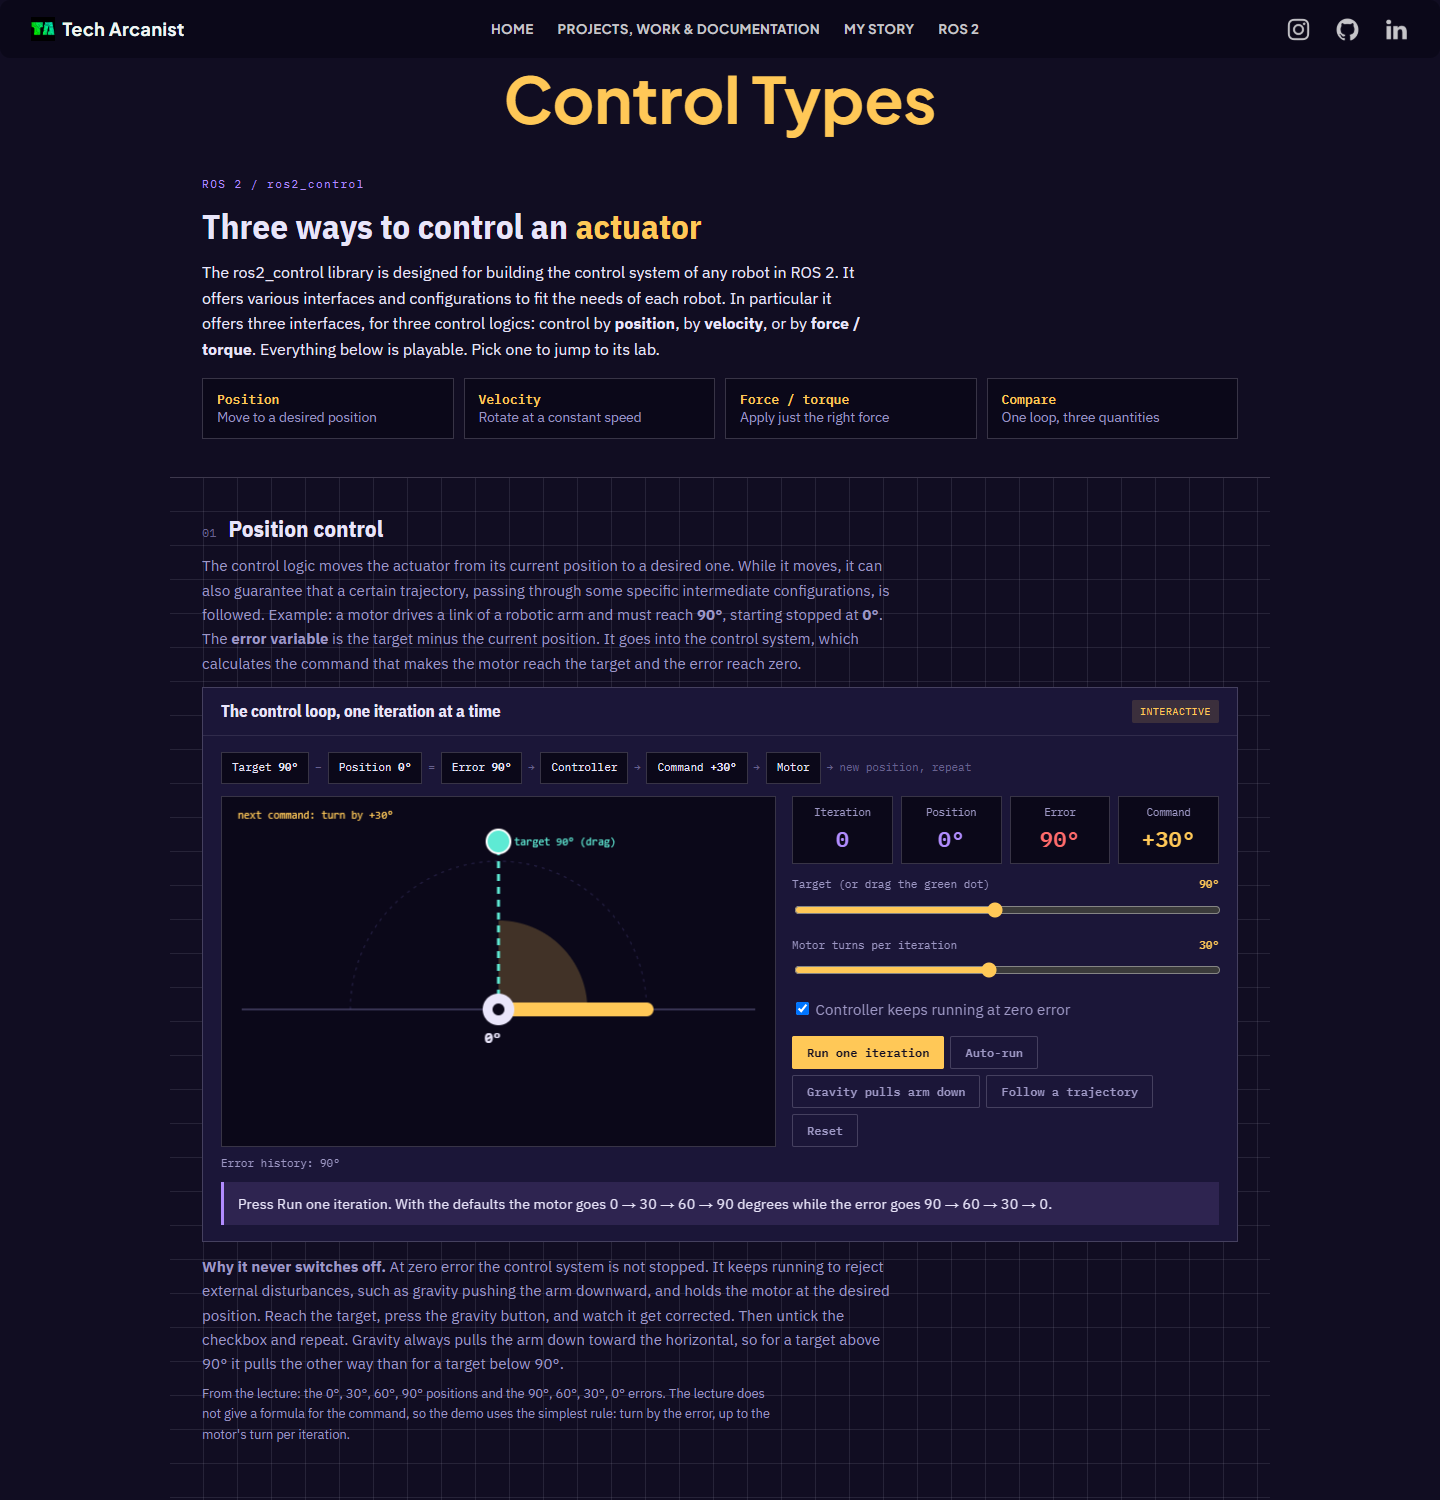 TA Tech Arcanist
HOME PROJECTS, WORK & DOCUMENTATION MY STORY ROS 2
Control Types
ROS 2 / ros2_control
Three ways to control an actuator
The ros2_control library is designed for building the control system of any robot in ROS 2. It
offers various interfaces and configurations to fit the needs of each robot. In particular it
offers three interfaces, for three control logics: control by position, by velocity, or by force /
torque. Everything below is playable. Pick one to jump to its lab.
Position
Move to a desired position
Velocity
Rotate at a constant speed
Force / torque
Apply just the right force
Compare
One loop, three quantities
01 Position control
The control logic moves the actuator from its current position to a desired one. While it moves, it can
also guarantee that a certain trajectory, passing through some specific intermediate configurations, is
followed. Example: a motor drives a link of a robotic arm and must reach 90°, starting stopped at 0°.
The error variable is the target minus the current position. It goes into the control system, which
calculates the command that makes the motor reach the target and the error reach zero.
The control loop, one iteration at a time
INTERACTIVE
Target 90° − Position 0° = Error 90° → Controller → Command +30° → Motor → new position, repeat
next command: turn by +30°
target 90° (drag)
0°
Iteration
0
Position
0°
Error
90°
Command
+30°
Target (or drag the green dot) 90°
Motor turns per iteration 30°
Controller keeps running at zero error
Run one iteration Auto-run
Gravity pulls arm down Follow a trajectory
Reset
Error history: 90°
Press Run one iteration. With the defaults the motor goes 0 → 30 → 60 → 90 degrees while the error goes 90 → 60 → 30 → 0.
Why it never switches off. At zero error the control system is not stopped. It keeps running to reject
external disturbances, such as gravity pushing the arm downward, and holds the motor at the desired
position. Reach the target, press the gravity button, and watch it get corrected. Then untick the
checkbox and repeat. Gravity always pulls the arm down toward the horizontal, so for a target above
90° it pulls the other way than for a target below 90°.
From the lecture: the 0°, 30°, 60°, 90° positions and the 90°, 60°, 30°, 0° errors. The lecture does
not give a formula for the command, so the demo uses the simplest rule: turn by the error, up to the
motor's turn per iteration.